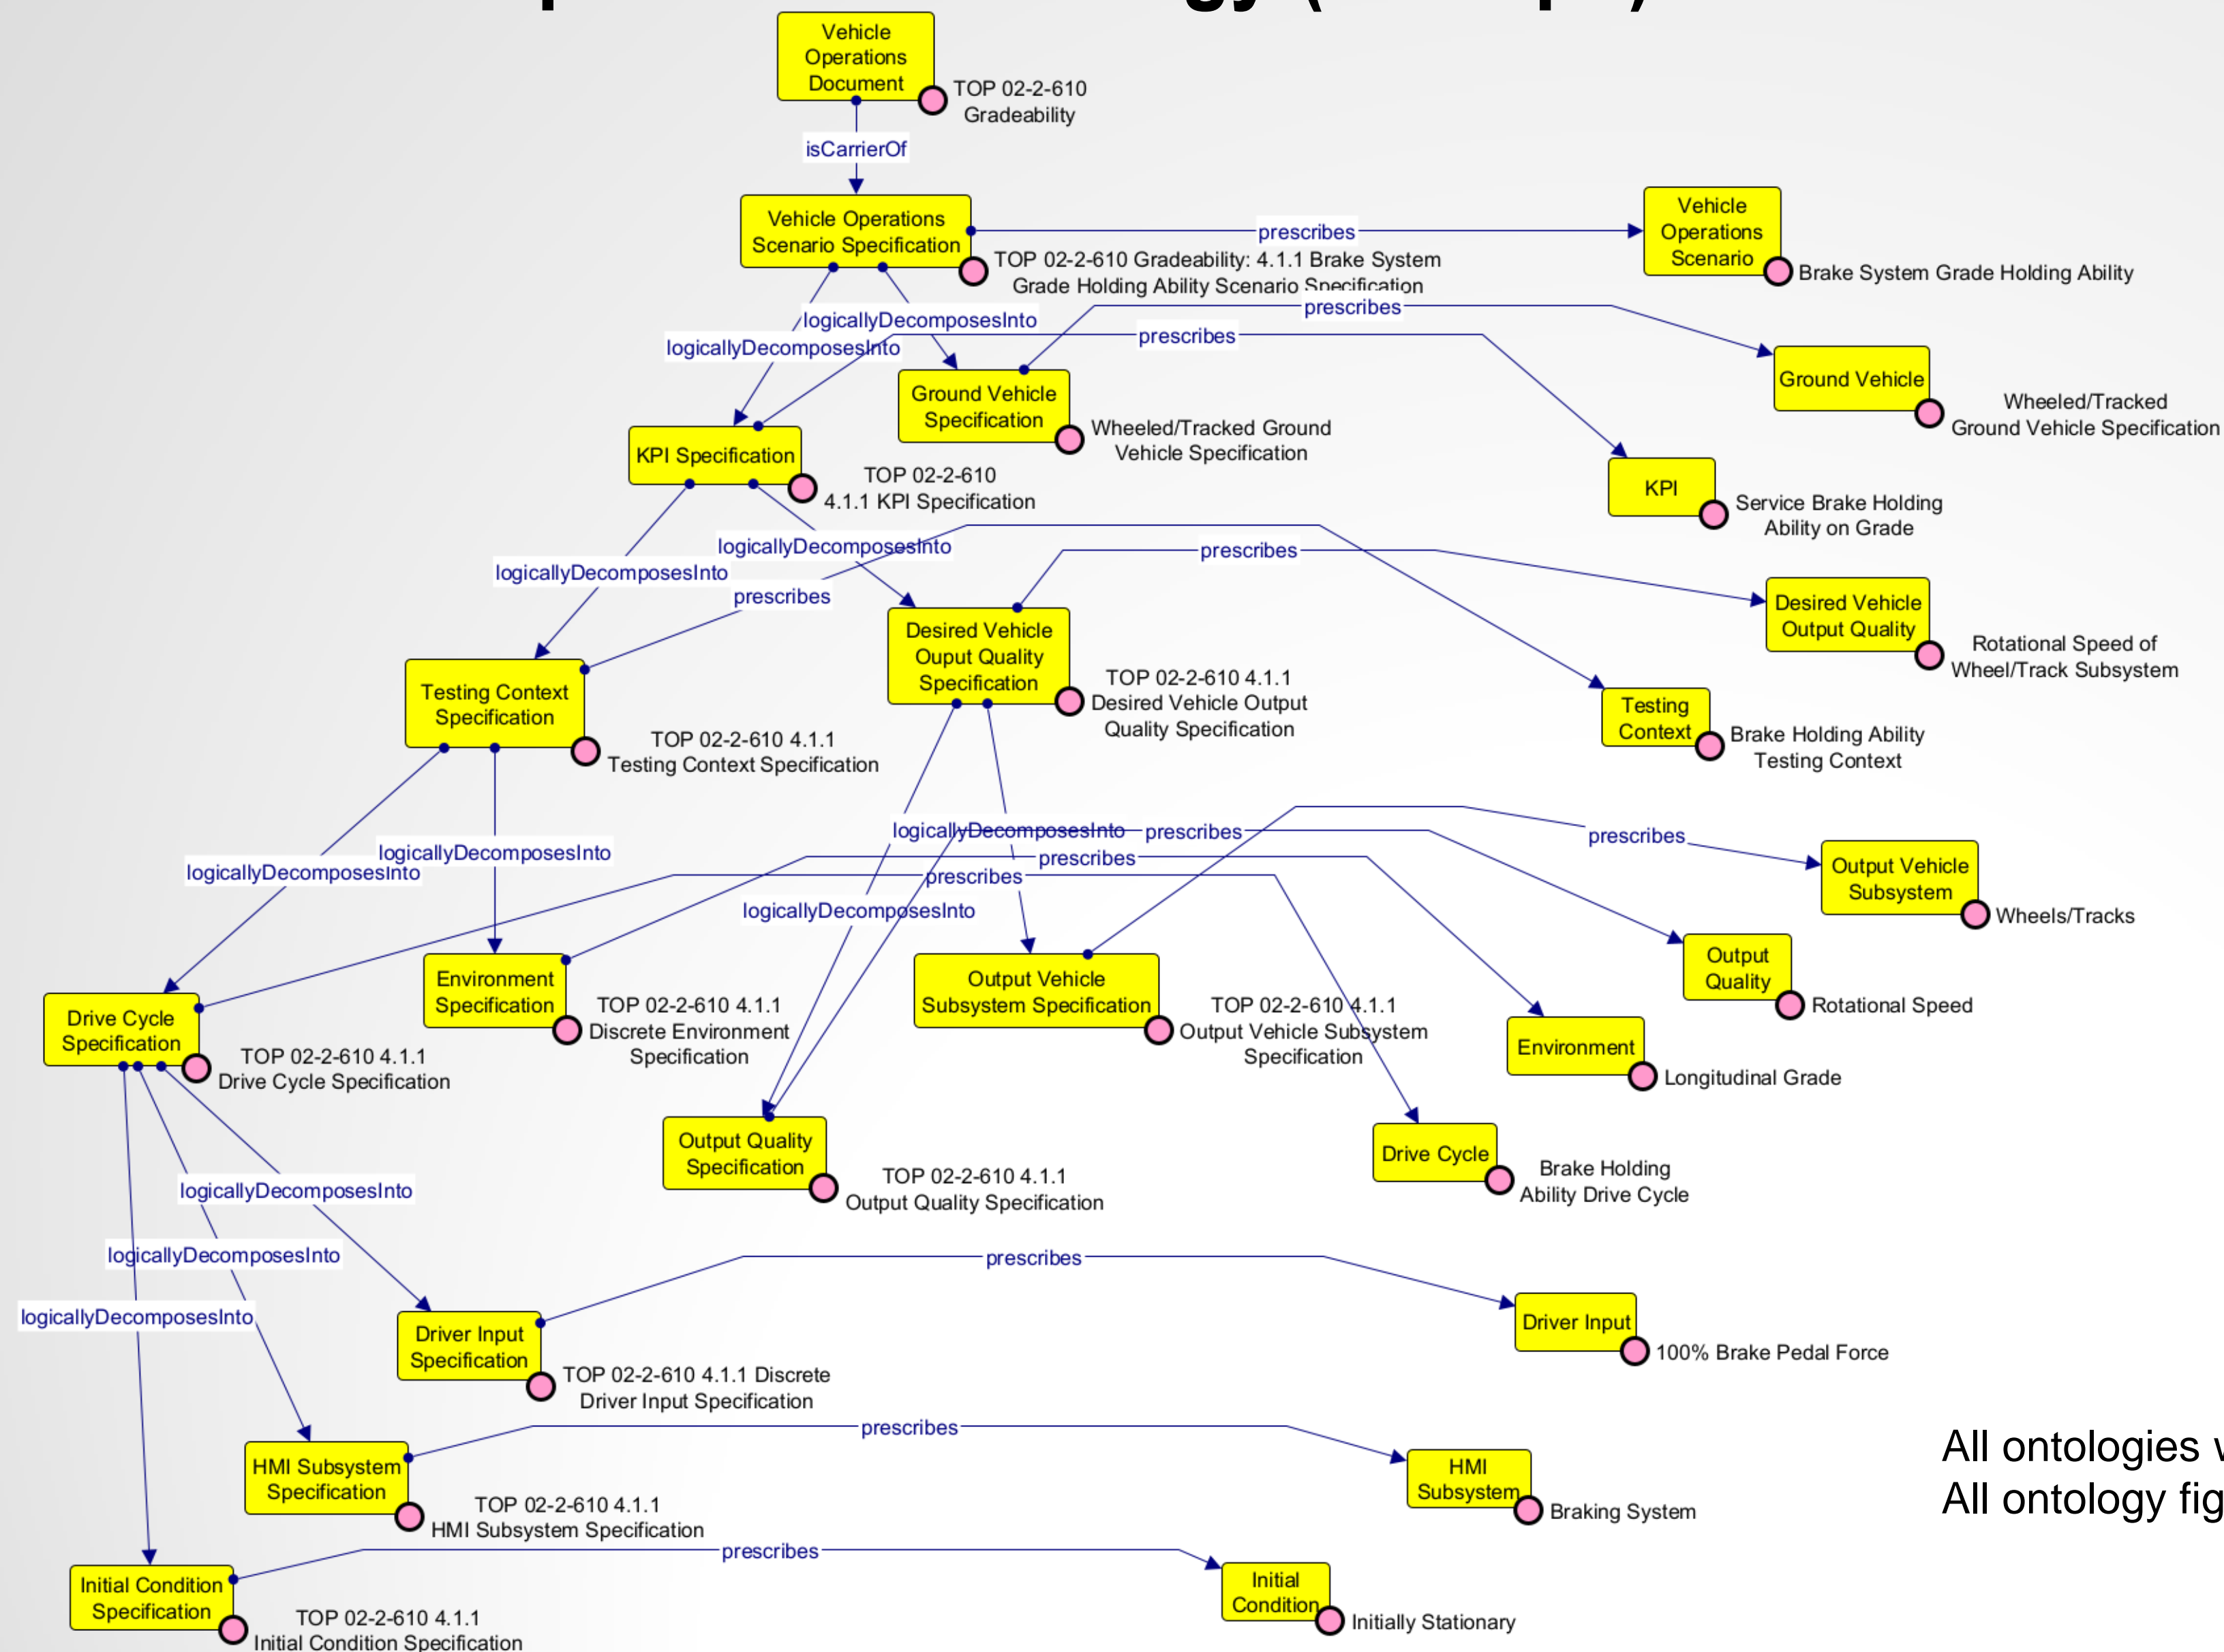 Vehicle
Operations
Document
TOP 02-2-610
Gradeability
isCarrierOf
Vehicle Operations
Scenario Specification
prescribes
Vehicle
Operations
Scenario
TOP 02-2-610 Gradeability: 4.1.1 Brake System
Grade Holding Ability Scenario Specification
Brake System Grade Holding Ability
logicallyDecomposesInto
prescribes
logicallyDecomposesInto
prescribes
Ground Vehicle
Specification
Ground Vehicle
Wheeled/Tracked Ground
Vehicle Specification
Wheeled/Tracked
Ground Vehicle Specification
KPI Specification
TOP 02-2-610
4.1.1 KPI Specification
KPI
Service Brake Holding
Ability on Grade
logicallyDecomposesInto
logicallyDecomposesInto
prescribes
prescribes
Desired Vehicle
Ouput Quality
Specification
Desired Vehicle
Output Quality
Rotational Speed of
Wheel/Track Subsystem
TOP 02-2-610 4.1.1
Desired Vehicle Output
Quality Specification
Testing Context
Specification
TOP 02-2-610 4.1.1
Testing Context Specification
Testing
Context
Brake Holding Ability
Testing Context
logicallyDecomposesInto
logicallyDecomposesInto
logicallyDecomposesInto
prescribes
prescribes
prescribes
prescribes
logicallyDecomposesInto
Output Vehicle
Subsystem
Wheels/Tracks
Output
Quality
Rotational Speed
Environment
Specification
TOP 02-2-610 4.1.1
Discrete Environment
Specification
Output Vehicle
Subsystem Specification
TOP 02-2-610 4.1.1
Output Vehicle Subsystem
Specification
Environment
Longitudinal Grade
Drive Cycle
Specification
TOP 02-2-610 4.1.1
Drive Cycle Specification
Output Quality
Specification
TOP 02-2-610 4.1.1
Output Quality Specification
Drive Cycle
Brake Holding
Ability Drive Cycle
logicallyDecomposesInto
logicallyDecomposesInto
logicallyDecomposesInto
prescribes
Driver Input
Specification
TOP 02-2-610 4.1.1 Discrete
Driver Input Specification
Driver Input
100% Brake Pedal Force
prescribes
HMI Subsystem
Specification
TOP 02-2-610 4.1.1
HMI Subsystem Specification
HMI
Subsystem
Braking System
All ontologies
All ontology
prescribes
Initial Condition
Specification
TOP 02-2-610 4.1.1
Initial Condition Specification
Initial
Condition
Initially Stationary